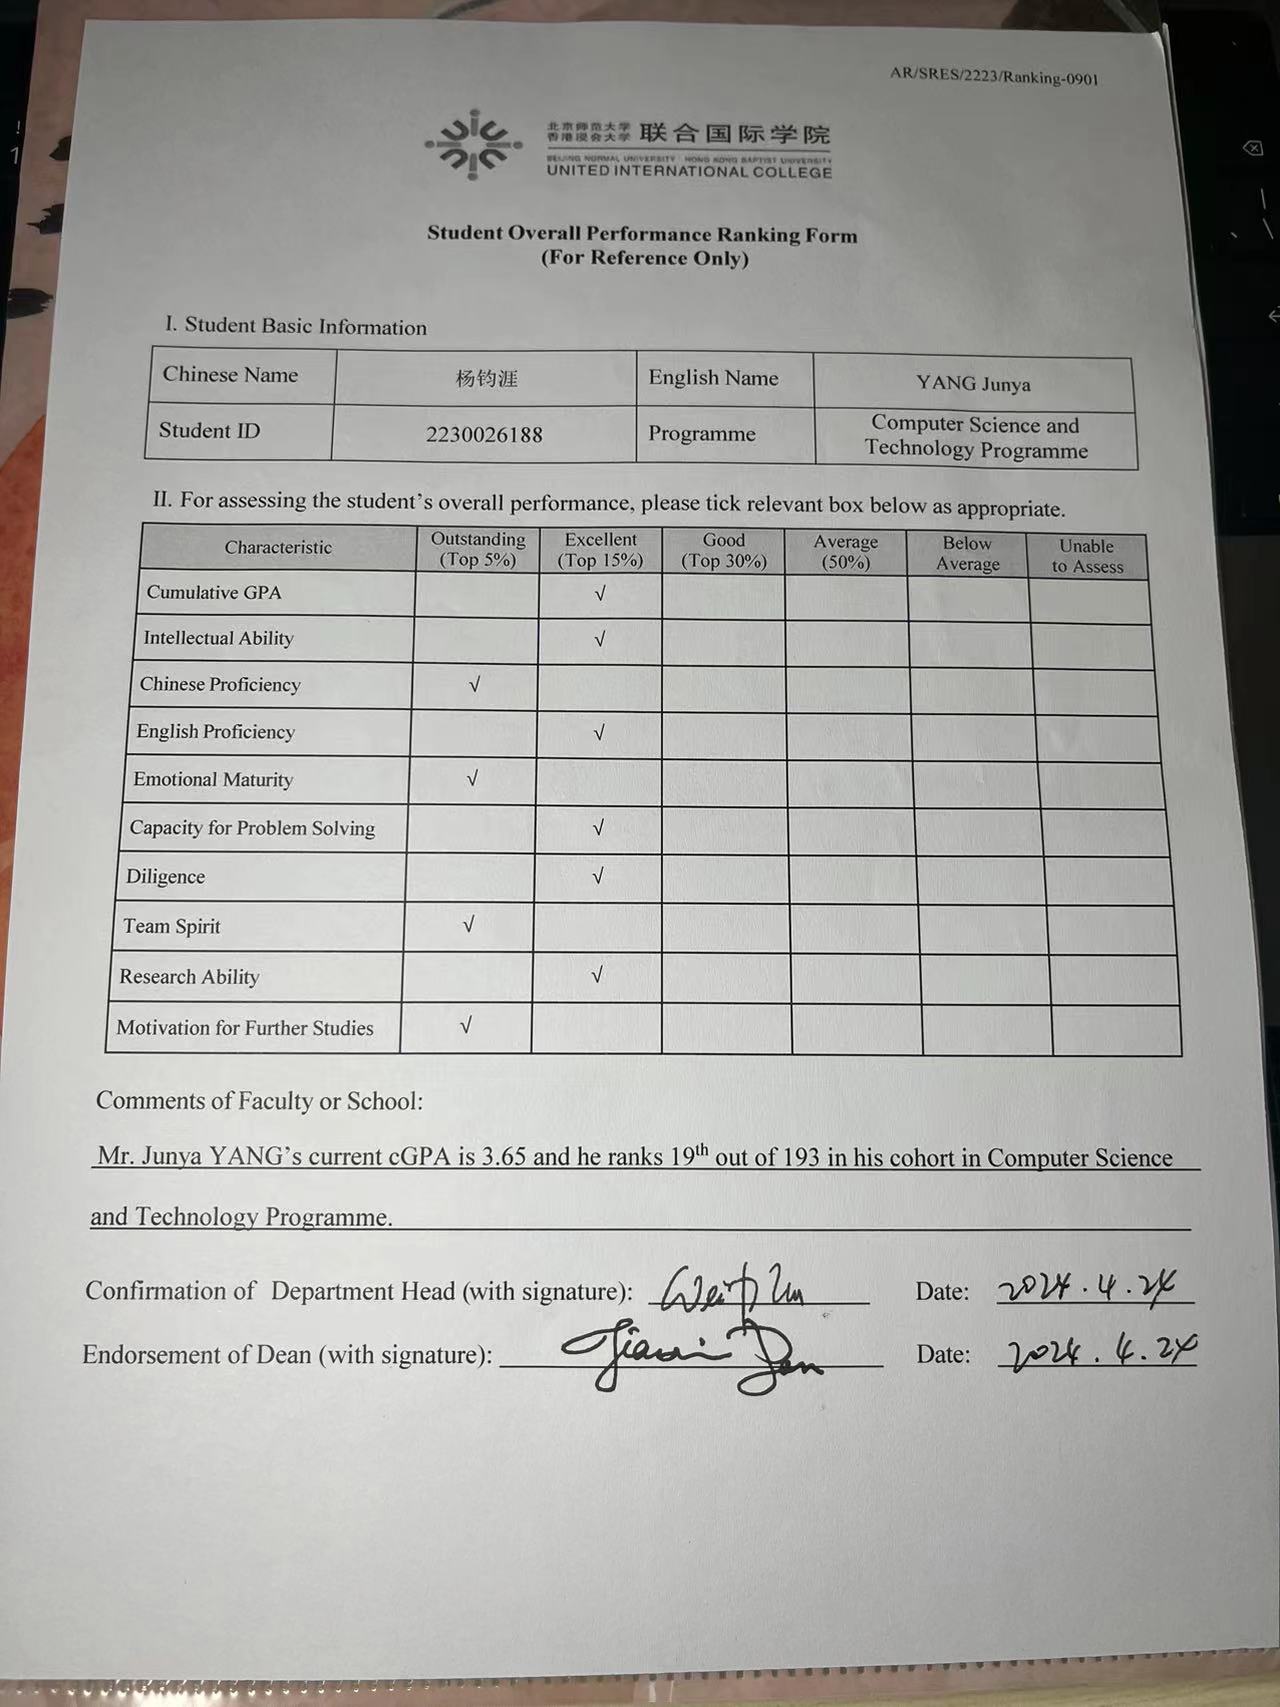 AR/SRES/2223/Ranking-0901
北京师范大学
香港浸会大学 联合国际学院
BEIJING NORMAL UNIVERSITY · HONG KONG BAPTIST UNIVERSITY
UNITED INTERNATIONAL COLLEGE
Student Overall Performance Ranking Form
(For Reference Only)
I. Student Basic Information
Chinese Name 杨钧涯 English Name YANG Junya
Student ID 2230026188 Programme Computer Science and
Technology Programme
II. For assessing the student's overall performance, please tick relevant box below as appropriate.
Characteristic Outstanding (Top 5%) Excellent (Top 15%) Good (Top 30%) Average (50%) Below Average Unable to Assess
Cumulative GPA √
Intellectual Ability √
Chinese Proficiency √
English Proficiency √
Emotional Maturity √
Capacity for Problem Solving √
Diligence √
Team Spirit √
Research Ability √
Motivation for Further Studies √
Comments of Faculty or School:
Mr. Junya YANG's current cGPA is 3.65 and he ranks 19th out of 193 in his cohort in Computer Science
and Technology Programme.
Confirmation of Department Head (with signature): Date: 2024.4.24
Endorsement of Dean (with signature): Date: 2024.4.24